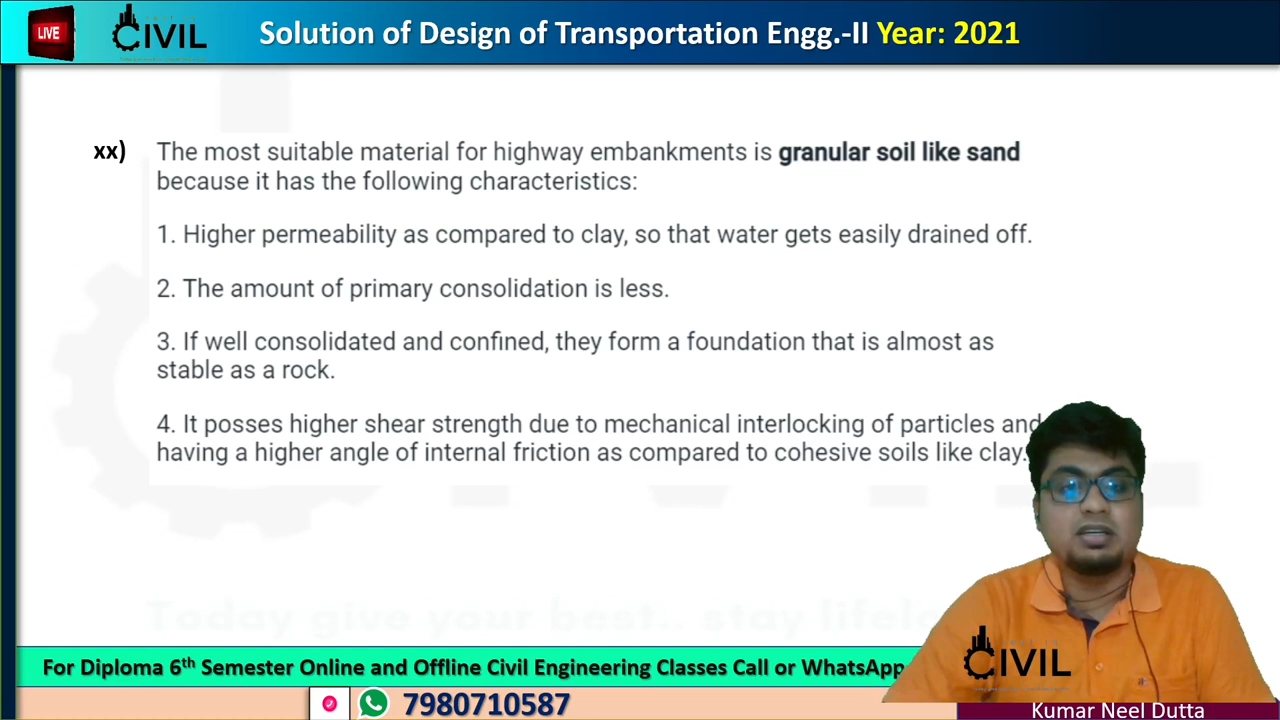 LIVE
CIVIL
Solution of Design of Transportation Engg.-II Year: 2021
xx)
The most suitable material for highway embankments is granular soil like sand
because it has the following characteristics:
1. Higher permeability as compared to clay, so that water gets easily drained off.
2. The amount of primary consolidation is less.
3. If well consolidated and confined, they form a foundation that is almost as
stable as a rock.
4. It posses higher shear strength due to mechanical interlocking of particles and
having a higher angle of internal friction as compared to cohesive soils like clay.
Today give your best.. stay
CIVIL
For Diploma 6th Semester Online and Offline Civil Engineering Classes Call or WhatsApp
7980710587
Kumar Neel Dutta